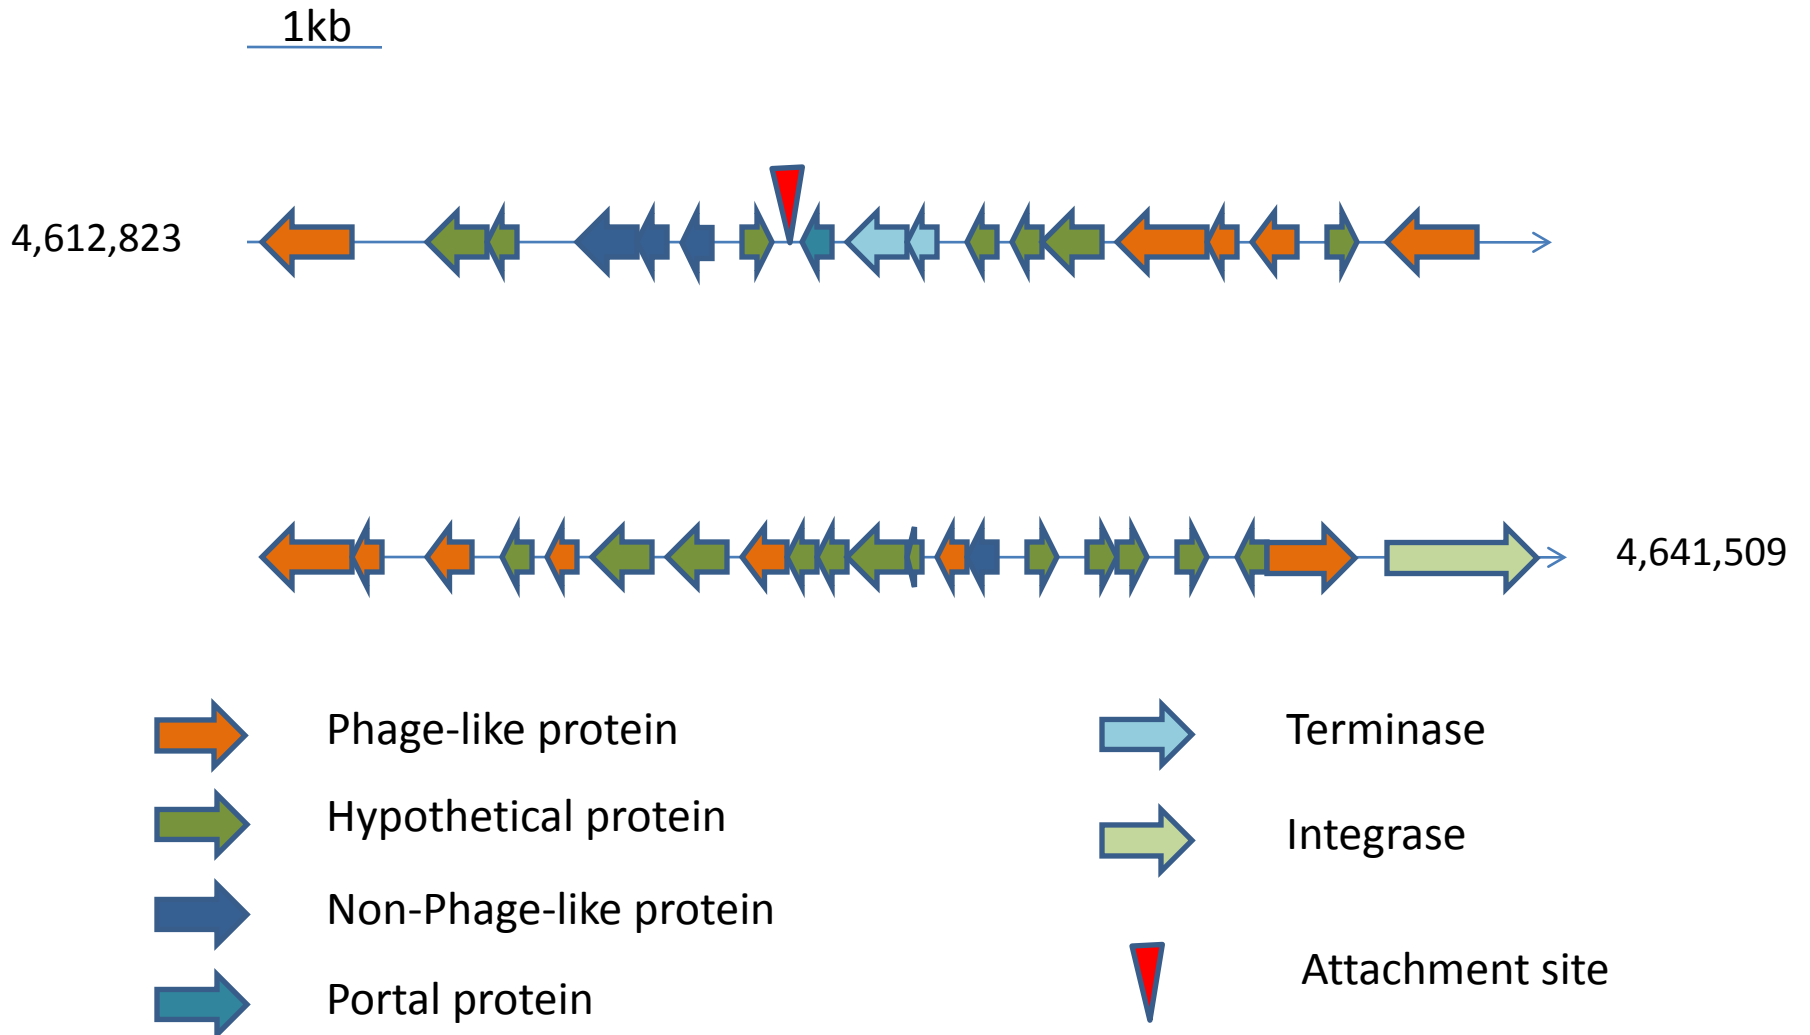 1kb
4,612,823
4,641,509
Phage-like protein
Terminase
Hypothetical protein
Integrase
Non-Phage-like protein
Attachment site
Portal protein